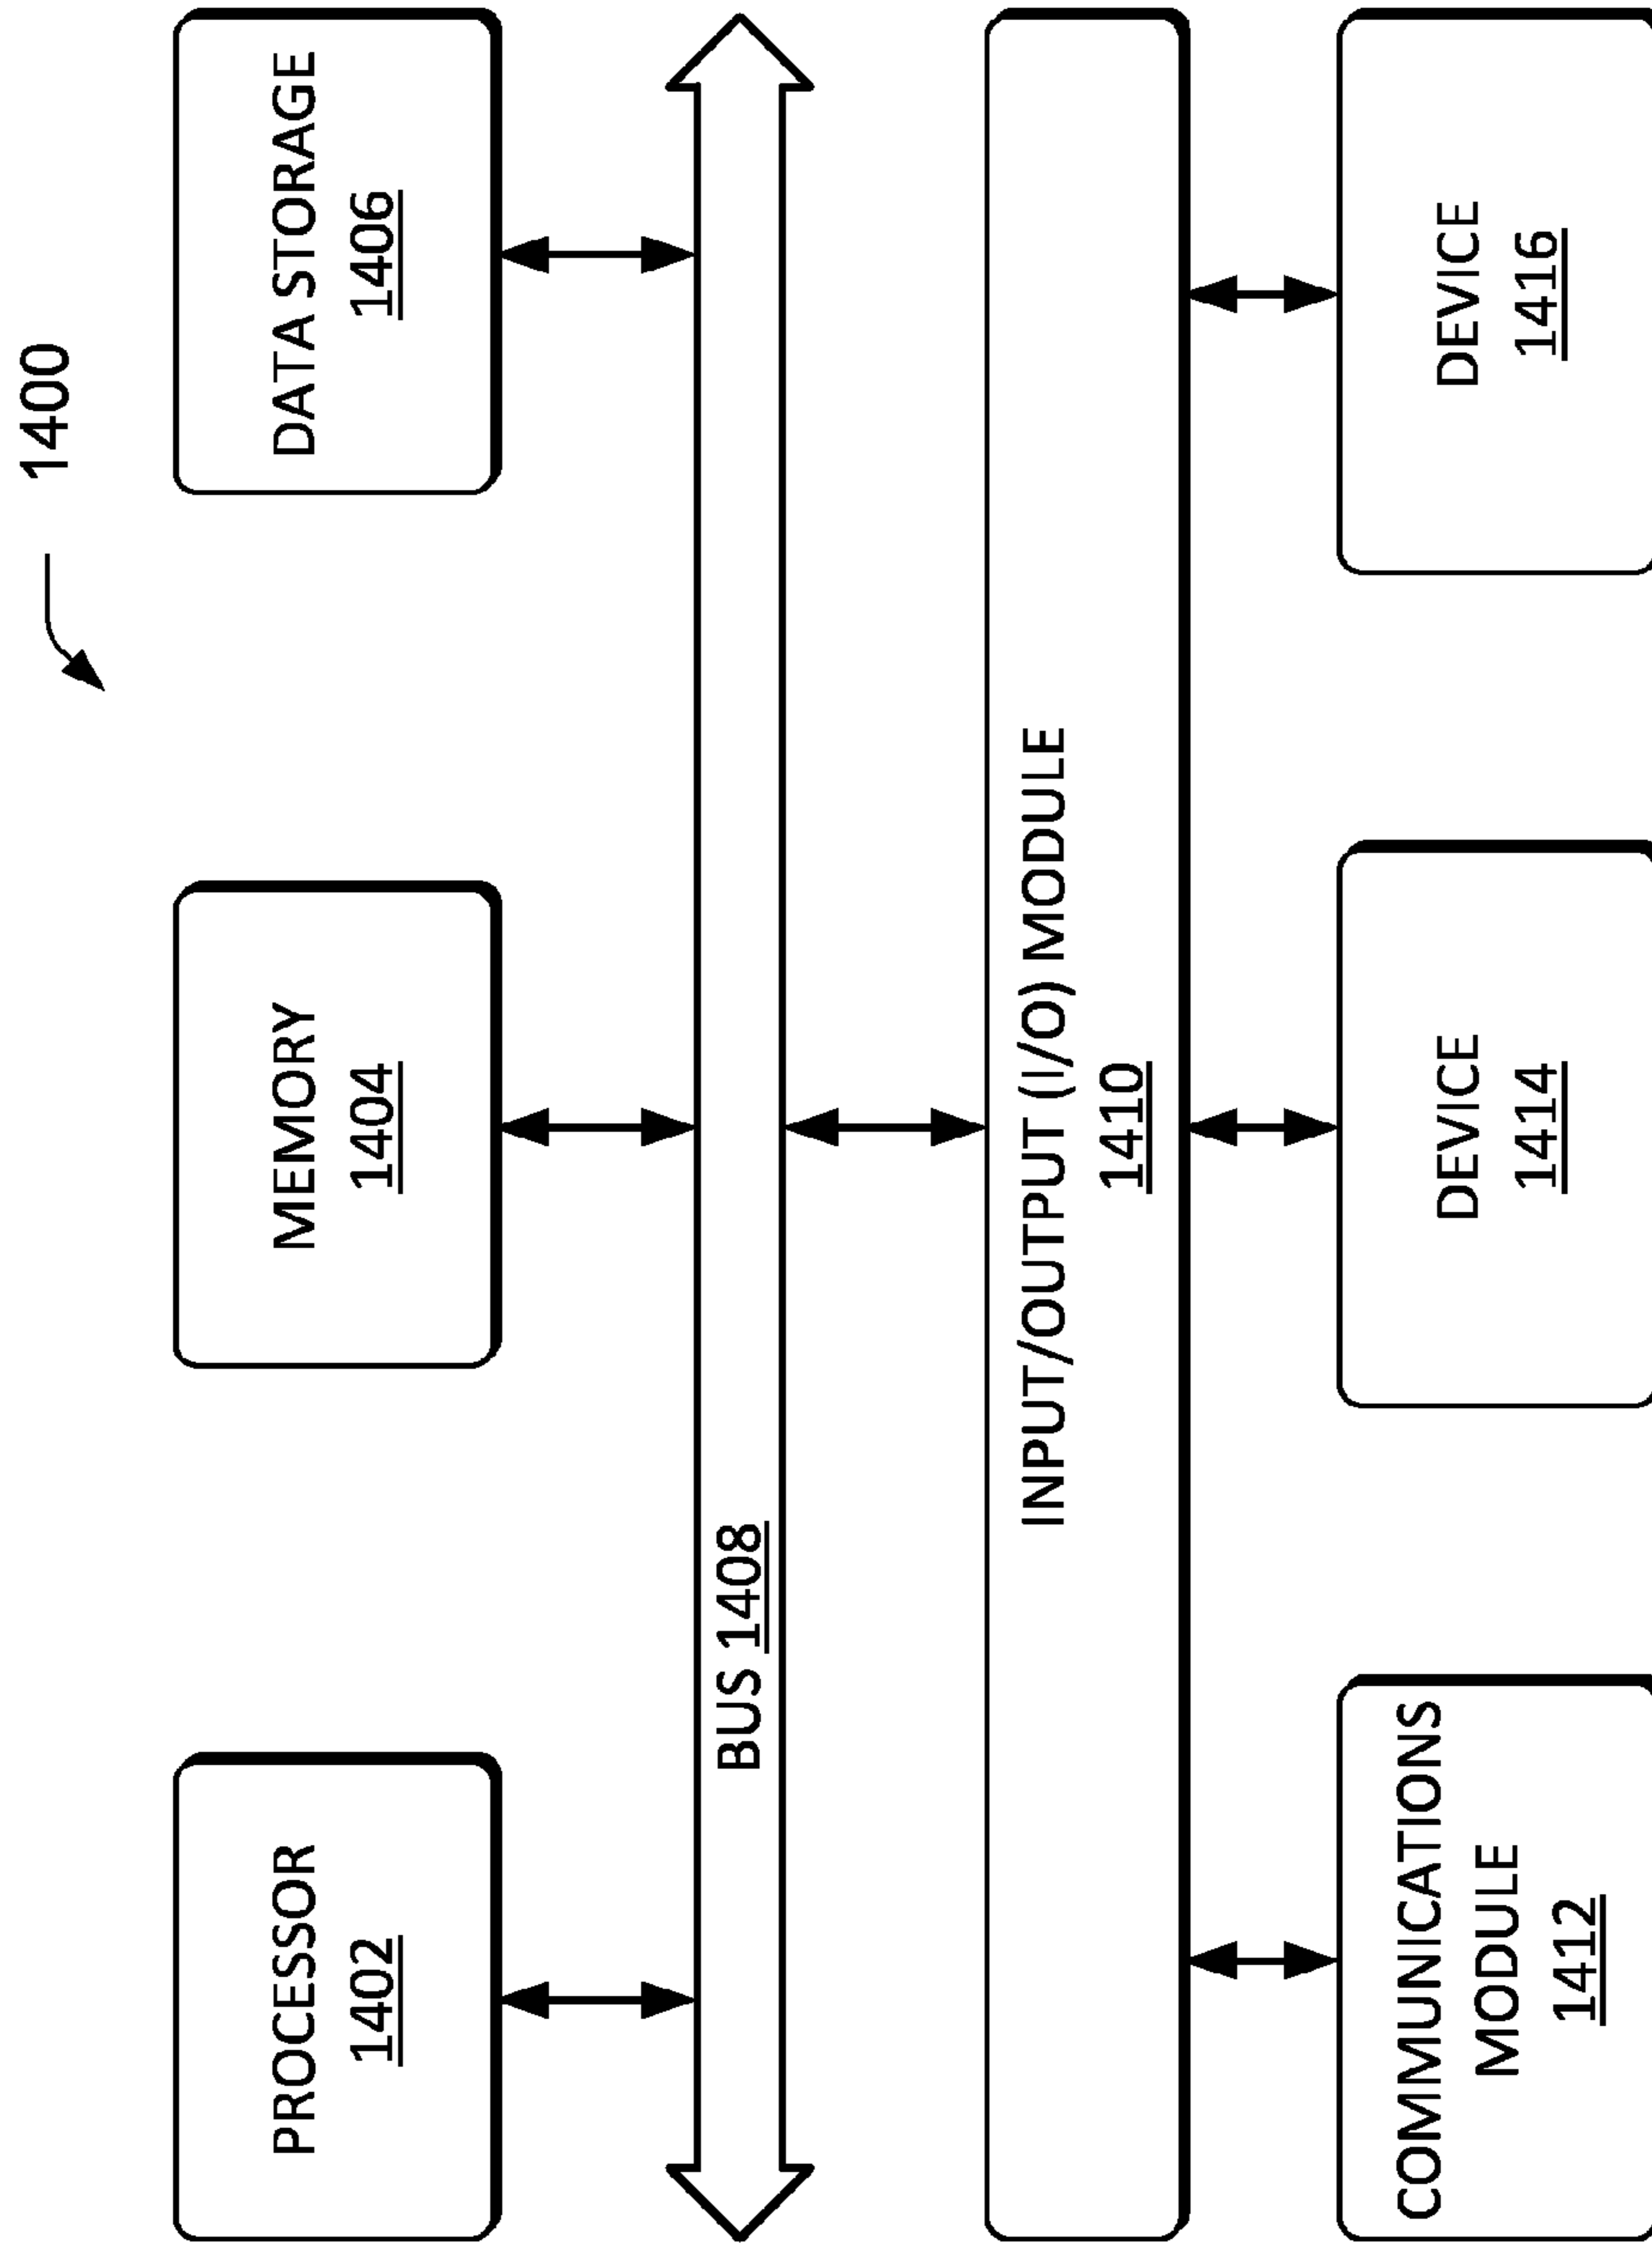 1400
PROCESSOR
1402
MEMORY
1404
DATA STORAGE
1406
BUS 1408
INPUT/OUTPUT (I/O) MODULE
1410
COMMUNICATIONS
MODULE
1412
DEVICE
1414
DEVICE
1416